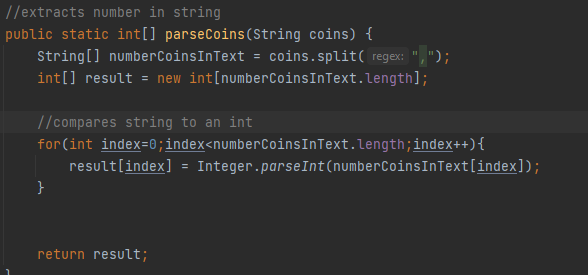 //extracts number in string
public static int[] parseCoins(String coins) {
    String[] numberCoinsInText = coins.split( regex: ",");
    int[] result = new int[numberCoinsInText.length];
    //compares string to an int
    for(int index=0;index<numberCoinsInText.length;index++){
        result[index] = Integer.parseInt(numberCoinsInText[index]);
    }
    return result;
}